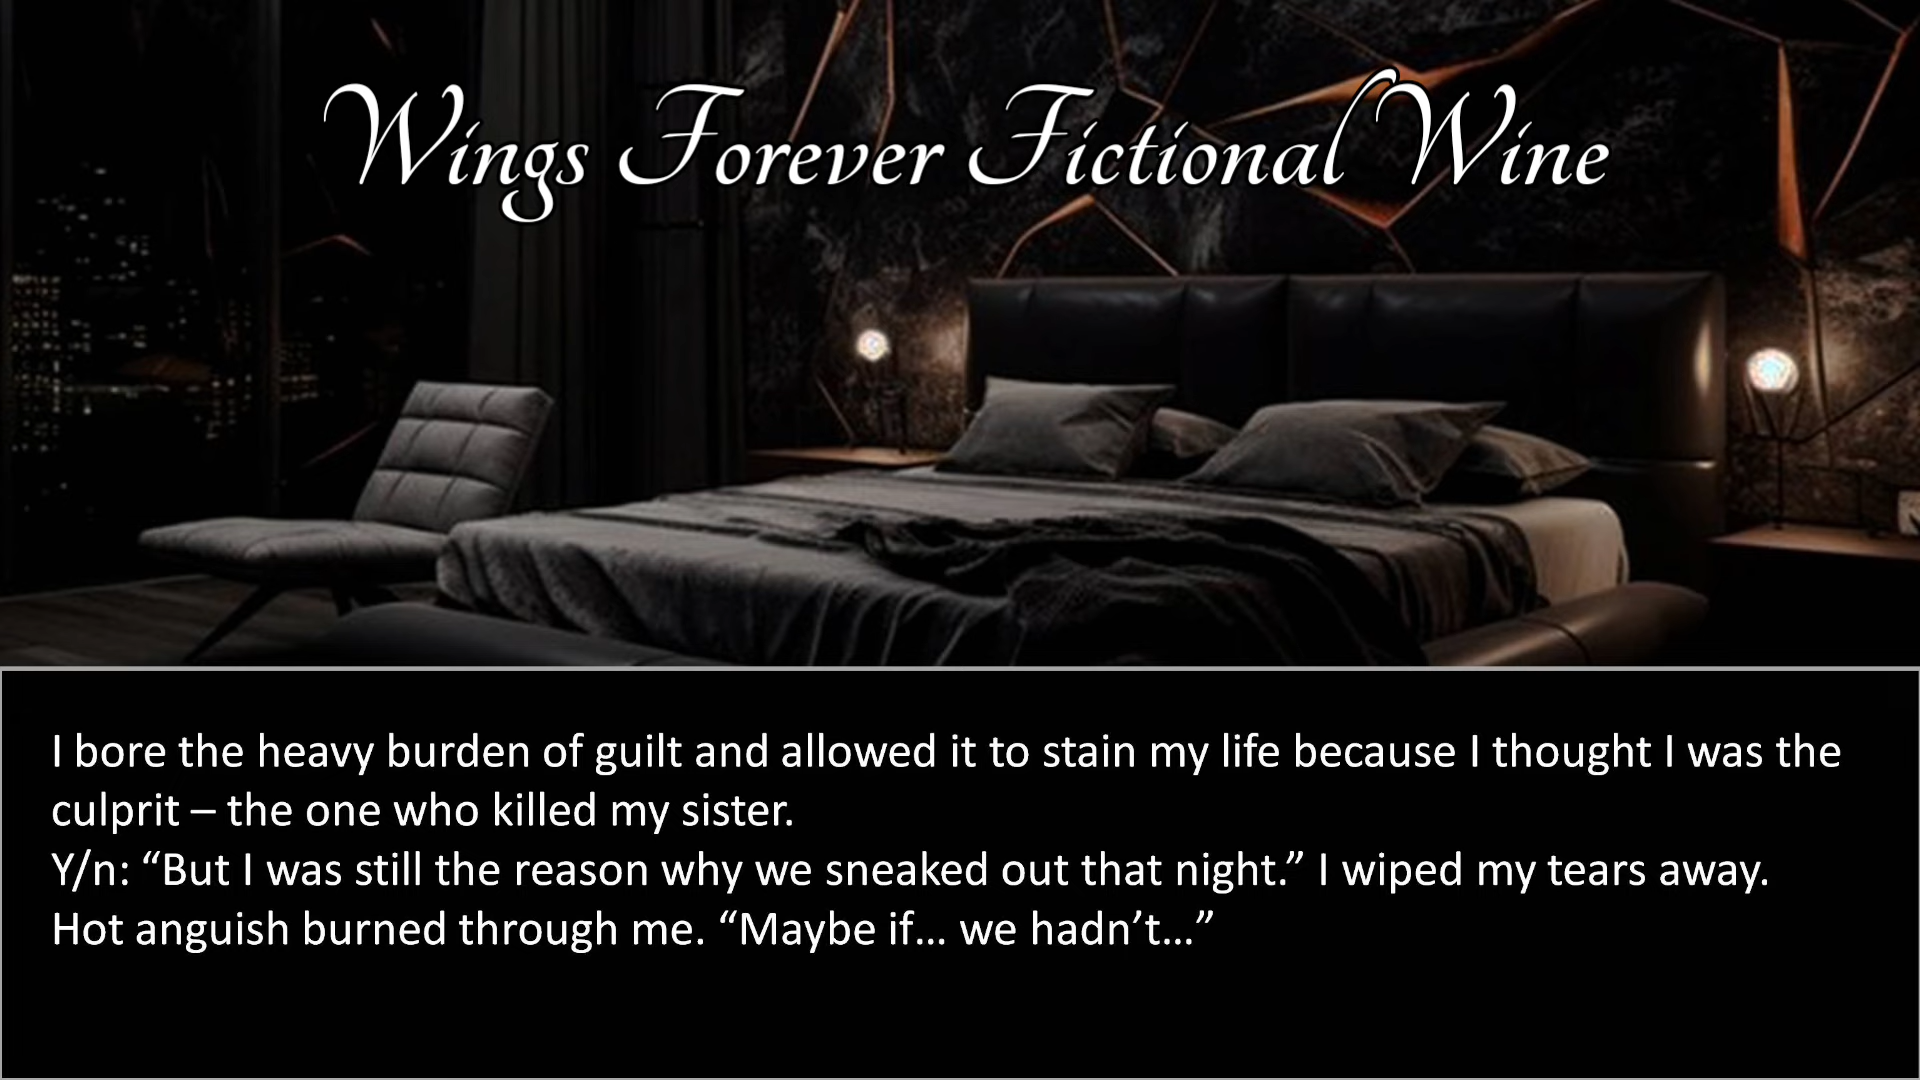 Wings Forever Fictional Wine
I bore the heavy burden of guilt and allowed it to stain my life because I thought I was the
culprit – the one who killed my sister.
Y/n: “But I was still the reason why we sneaked out that night.” I wiped my tears away.
Hot anguish burned through me. “Maybe if… we hadn’t…”